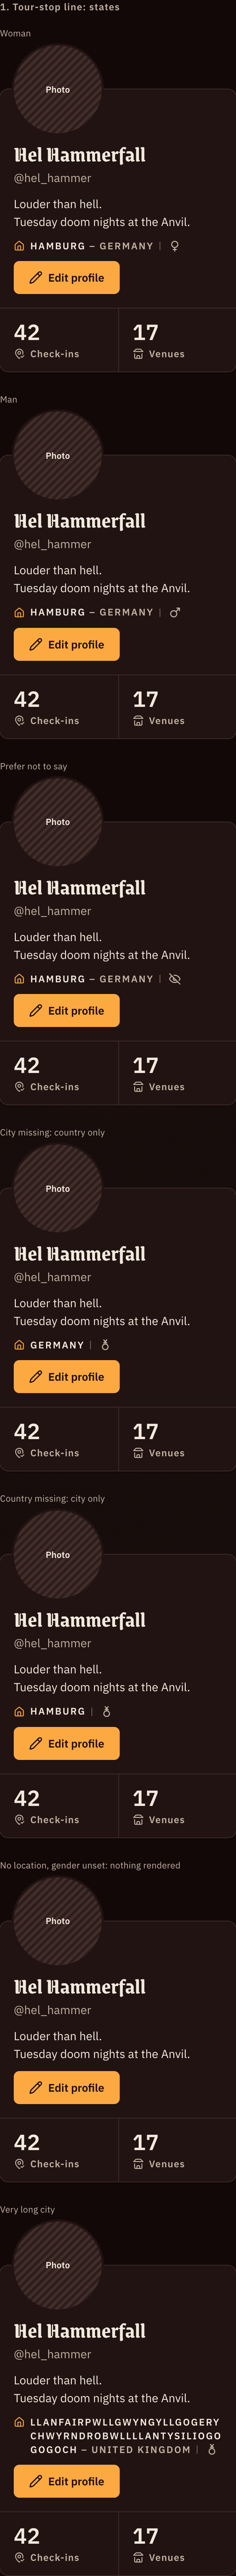 1. Tour-stop line: states
Woman
Photo
Hel Hammerfall
@hel_hammer
Louder than hell.
Tuesday doom nights at the Anvil.
HAMBURG – GERMANY |
Edit profile
42 17
Check-ins Venues
Man
Photo
Hel Hammerfall
@hel_hammer
Louder than hell.
Tuesday doom nights at the Anvil.
HAMBURG – GERMANY |
Edit profile
42 17
Check-ins Venues
Prefer not to say
Photo
Hel Hammerfall
@hel_hammer
Louder than hell.
Tuesday doom nights at the Anvil.
HAMBURG – GERMANY |
Edit profile
42 17
Check-ins Venues
City missing: country only
Photo
Hel Hammerfall
@hel_hammer
Louder than hell.
Tuesday doom nights at the Anvil.
GERMANY |
Edit profile
42 17
Check-ins Venues
Country missing: city only
Photo
Hel Hammerfall
@hel_hammer
Louder than hell.
Tuesday doom nights at the Anvil.
HAMBURG |
Edit profile
42 17
Check-ins Venues
No location, gender unset: nothing rendered
Photo
Hel Hammerfall
@hel_hammer
Louder than hell.
Tuesday doom nights at the Anvil.
Edit profile
42 17
Check-ins Venues
Very long city
Photo
Hel Hammerfall
@hel_hammer
Louder than hell.
Tuesday doom nights at the Anvil.
LLANFAIRPWLLGWYNGYLLGOGERY
CHWYRNDROBWLLLLANTYSILIOGO
GOGOCH – UNITED KINGDOM |
Edit profile
42 17
Check-ins Venues